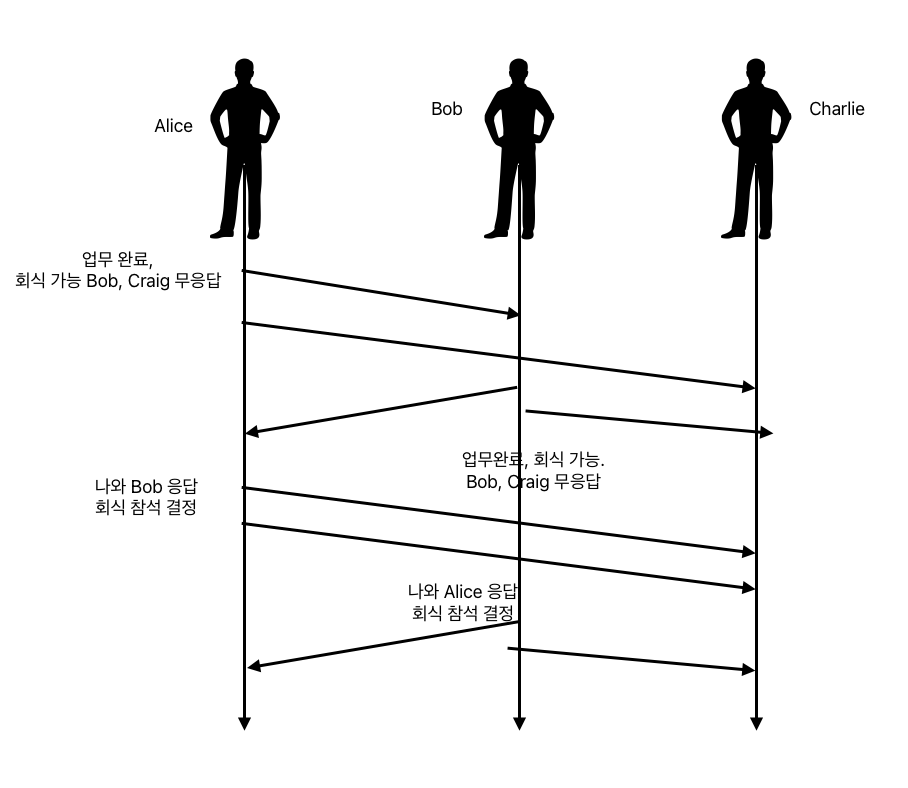 Alice
Bob
Charlie
업무 완료,
회식 가능 Bob, Craig 무응답
업무완료, 회식 가능.
Bob, Craig 무응답
나와 Bob 응답
회식 참석 결정
나와 Alice 응답
회식 참석 결정